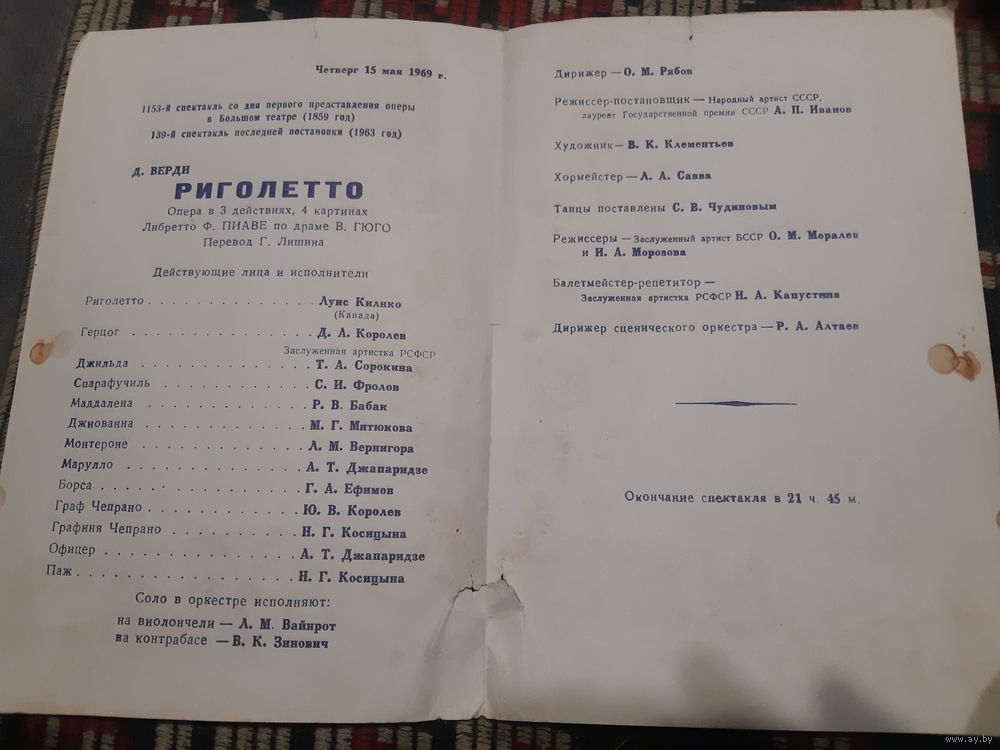 Четверг 15 мая 1969 г.
1153-й спектакль со дня первого представления оперы
в Большом театре (1859 год)
139-й спектакль последней постановки (1963 год)
Д. ВЕРДИ
РИГОЛЕТТО
Опера в 3 действиях, 4 картинах
Либретто Ф. ПИАВЕ по драме В. ГЮГО
Перевод Г. Лишина
Действующие лица и исполнители
Риголетто . . . . . . . . . . . . . . Луис Килико
(Канада)
Герцог . . . . . . . . . . . . . . . Д. А. Королев
Заслуженная артистка РСФСР
Джильда . . . . . . . . . . . . . . Т. А. Сорокина
Спарафучиль . . . . . . . . . . . . С. И. Фролов
Маддалена . . . . . . . . . . . . . Р. В. Бабак
Джиованна . . . . . . . . . . . . . М. Г. Митюкова
Монтероне . . . . . . . . . . . . . Л. М. Вернигора
Марулло . . . . . . . . . . . . . . А. Т. Джапаридзе
Борса . . . . . . . . . . . . . . . . Г. А. Ефимов
Граф Чепрано . . . . . . . . . . . . Ю. В. Королев
Графиня Чепрано . . . . . . . . . . Н. Г. Косицына
Офицер . . . . . . . . . . . . . . . А. Т. Джапаридзе
Паж . . . . . . . . . . . . . . . . . Н. Г. Косицына
Соло в оркестре исполняют:
на виолончели — Л. М. Вайнрот
на контрабасе — В. К. Зинович
Дирижер — О. М. Рябов
Режиссер-постановщик — Народный артист СССР,
лауреат Государственной премии СССР А. П. Иванов
Художник — В. К. Клементьев
Хормейстер — Л. А. Савва
Танцы поставлены С. В. Чудиновым
Режиссеры — Заслуженный артист БССР О. М. Моралев
и И. А. Морозова
Балетмейстер-репетитор —
Заслуженная артистка РСФСР Н. А. Капустина
Дирижер сценического оркестра — Р. А. Алтаев
Окончание спектакля в 21 ч. 45 м.
www.ay.by